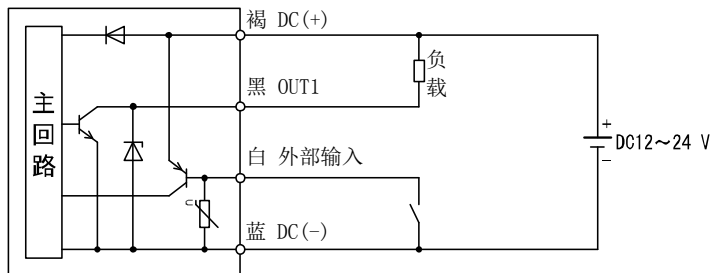 褐 DC(+)
负载
黑 OUT1
主回路
+
DC12～24 V
−
白 外部输入
U
蓝 DC(−)